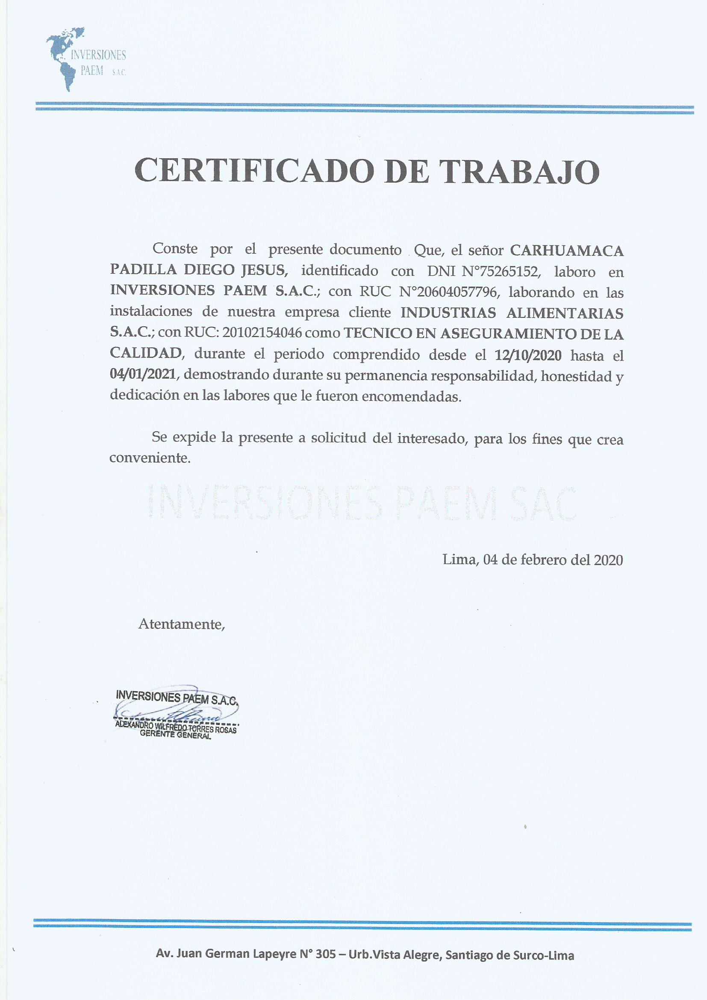 INVERSIONES
PAEM S.A.C.
CERTIFICADO DE TRABAJO
Conste por el presente documento . Que, el señor CARHUAMACA
PADILLA DIEGO JESUS, identificado con DNI N°75265152, laboro en
INVERSIONES PAEM S.A.C.; con RUC N°20604057796, laborando en las
instalaciones de nuestra empresa cliente INDUSTRIAS ALIMENTARIAS
S.A.C.; con RUC: 20102154046 como TECNICO EN ASEGURAMIENTO DE LA
CALIDAD, durante el periodo comprendido desde el 12/10/2020 hasta el
04/01/2021, demostrando durante su permanencia responsabilidad, honestidad y
dedicación en las labores que le fueron encomendadas.
Se expide la presente a solicitud del interesado, para los fines que crea
conveniente.
INVERSIONES PAEM SAC
Lima, 04 de febrero del 2020
Atentamente,
INVERSIONES PAEM S.A.C.
ALEXANDRO WILFREDO TORRES ROSAS
GERENTE GENERAL
Av. Juan German Lapeyre N° 305 – Urb.Vista Alegre, Santiago de Surco-Lima